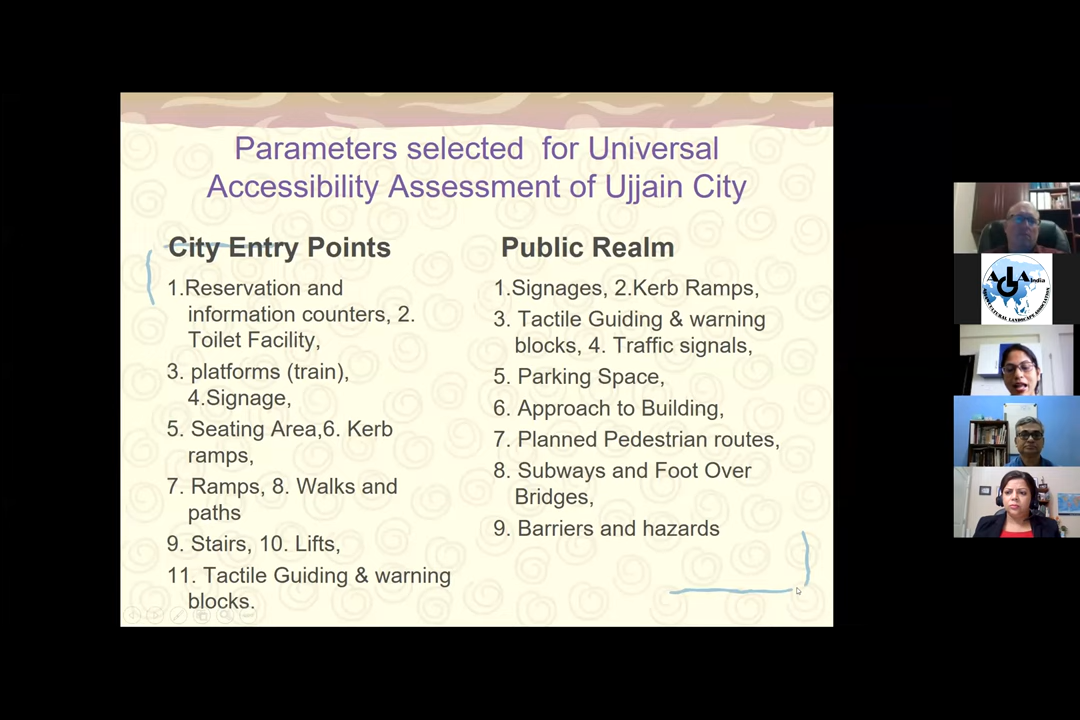 Parameters selected  for Universal
Accessibility Assessment of Ujjain City
City Entry Points
1.Reservation and
information counters, 2.
Toilet Facility,
3. platforms (train),
4.Signage,
5. Seating Area,6. Kerb
ramps,
7. Ramps, 8. Walks and
paths
9. Stairs, 10. Lifts,
11. Tactile Guiding & warning
blocks.
Public Realm
1.Signages, 2.Kerb Ramps,
3. Tactile Guiding & warning
blocks, 4. Traffic signals,
5. Parking Space,
6. Approach to Building,
7. Planned Pedestrian routes,
8. Subways and Foot Over
Bridges,
9. Barriers and hazards
India